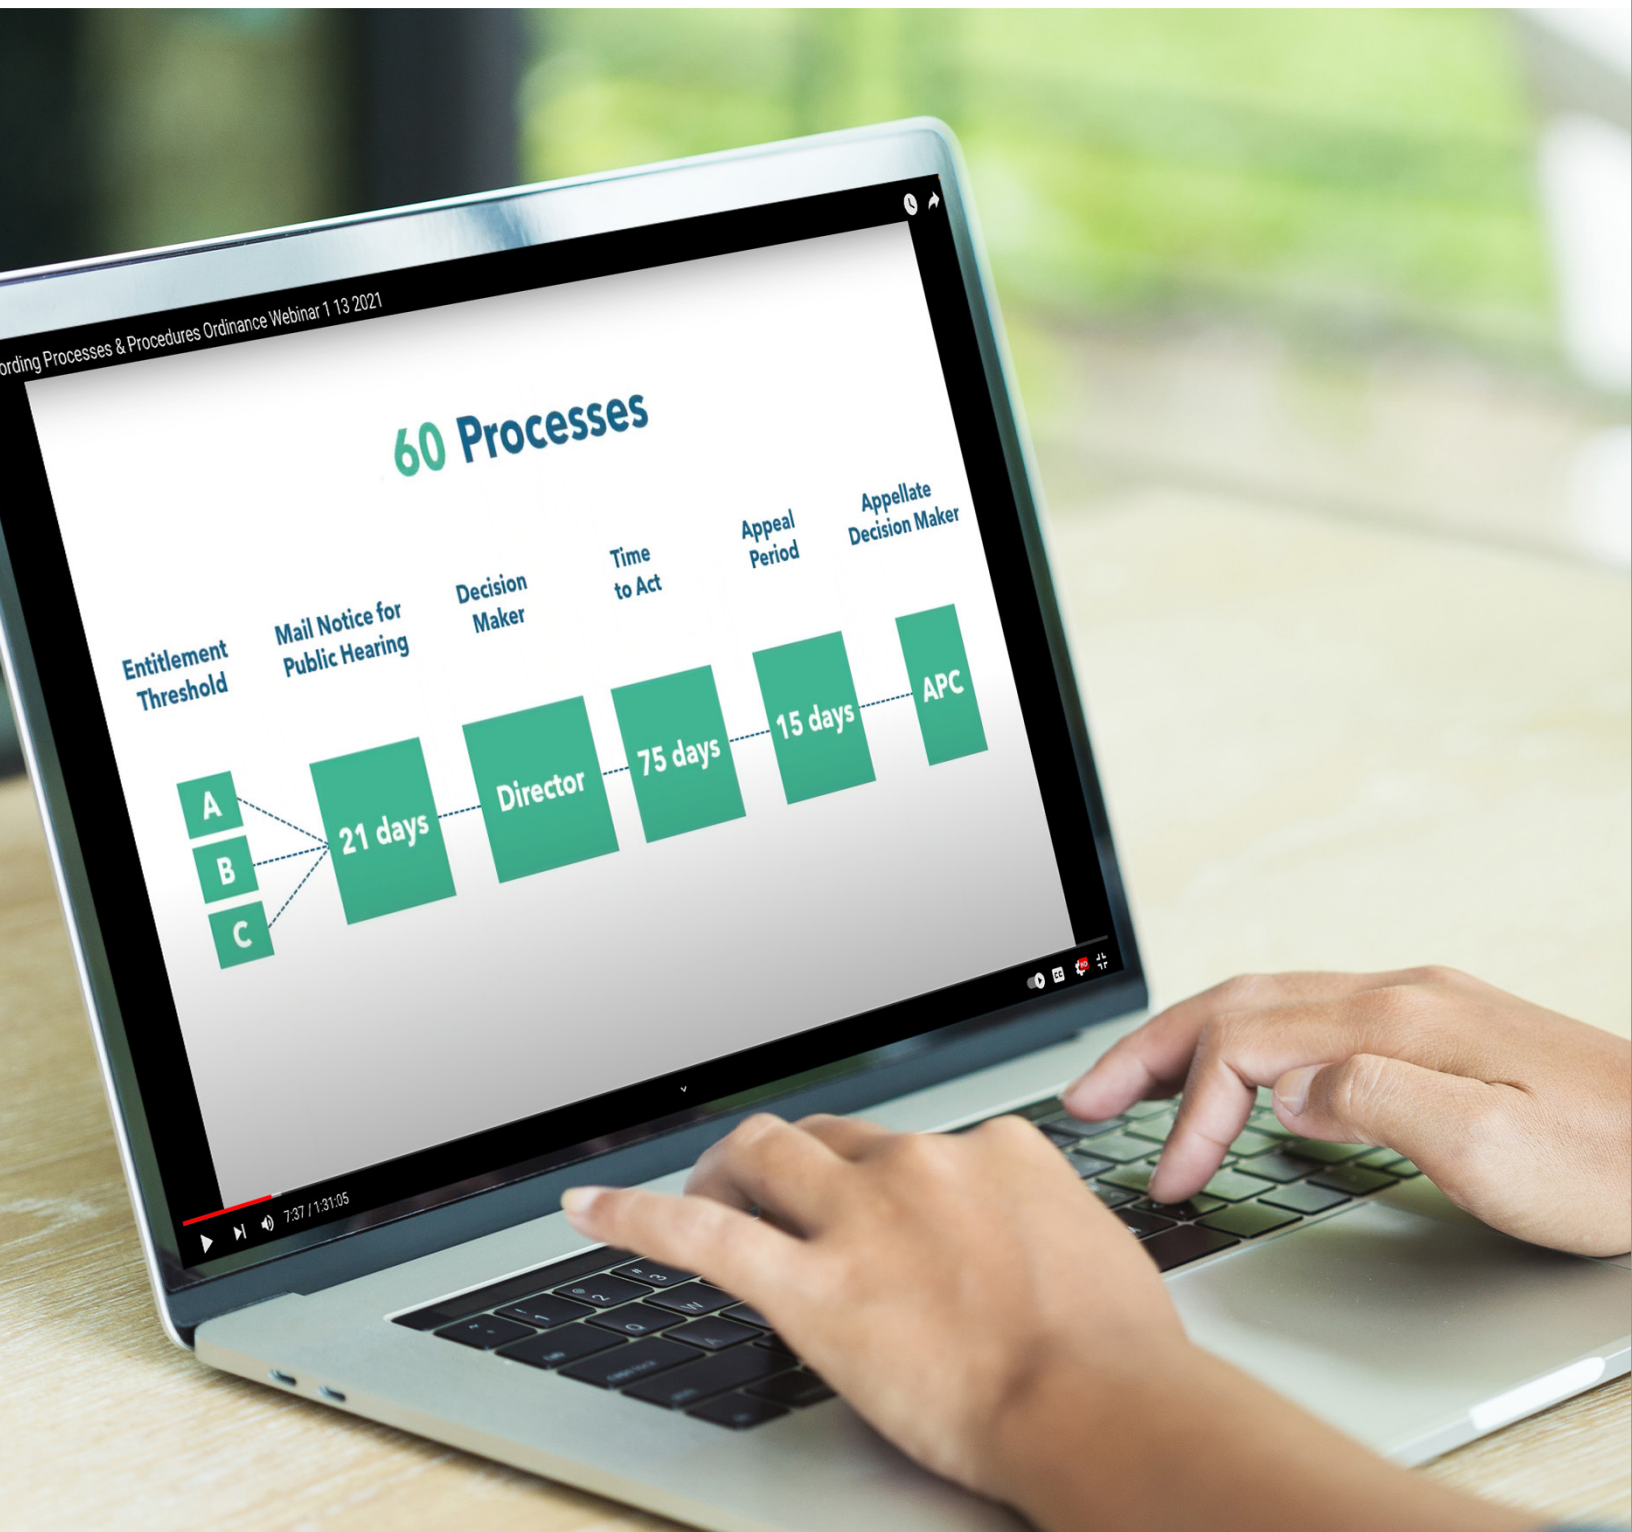 ording Processes & Procedures Ordinance Webinar 1 13 2021
60 Processes
Entitlement
Threshold
Mail Notice for
Public Hearing
Decision
Maker
Time
to Act
Appeal
Period
Appellate
Decision Maker
A
B
C
21 days
Director
75 days
15 days
APC
7:37 / 1:31:05
CC
HD